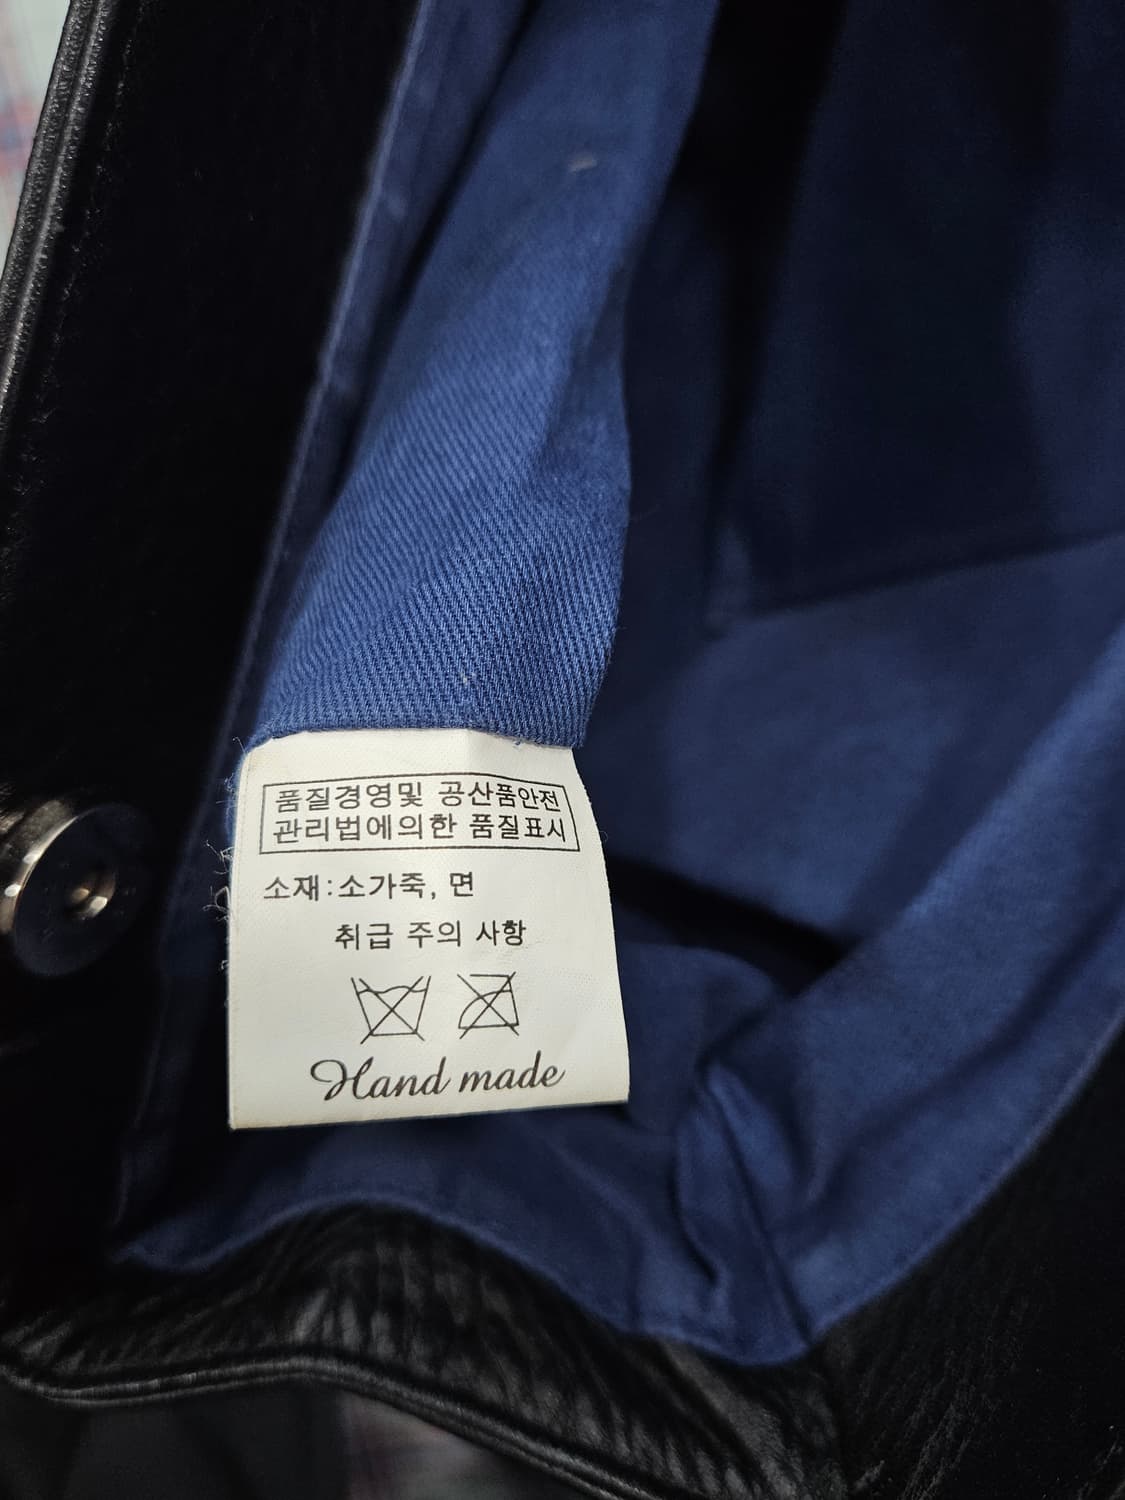 품질경영및 공산품안전
관리법에의한 품질표시
소재:소가죽, 면
취급 주의 사항
Hand made